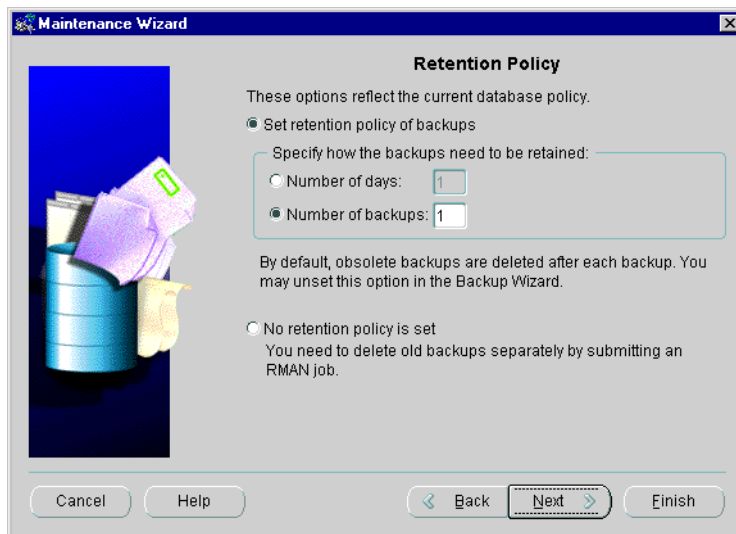 Maintenance Wizard
Retention Policy
These options reflect the current database policy.
Set retention policy of backups
Specify how the backups need to be retained:
Number of days: 1
Number of backups: 1
By default, obsolete backups are deleted after each backup. You
may unset this option in the Backup Wizard.
No retention policy is set
You need to delete old backups separately by submitting an
RMAN job.
Cancel Help Back Next Finish